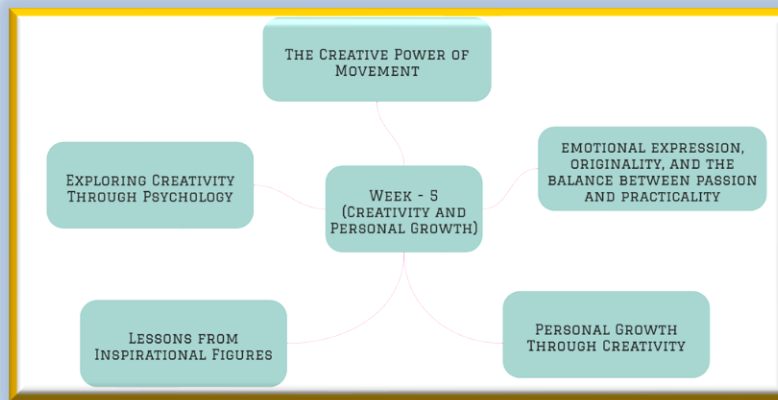 The Creative Power of
Movement
Exploring Creativity
Through Psychology
Week - 5
(Creativity and
Personal Growth)
emotional expression,
originality, and the
balance between passion
and practicality
Lessons from
Inspirational Figures
Personal Growth
Through Creativity